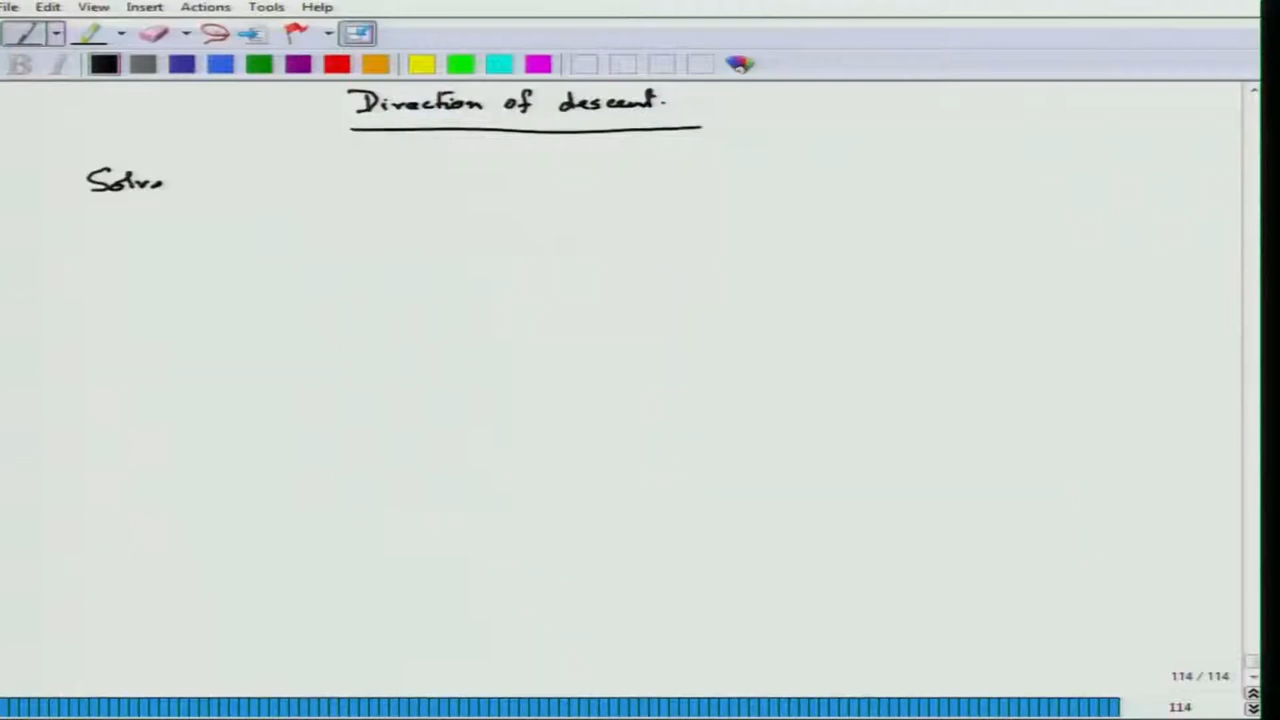 File Edit View Insert Actions Tools Help
B I
Direction of descent.
Solve
114 / 114
114